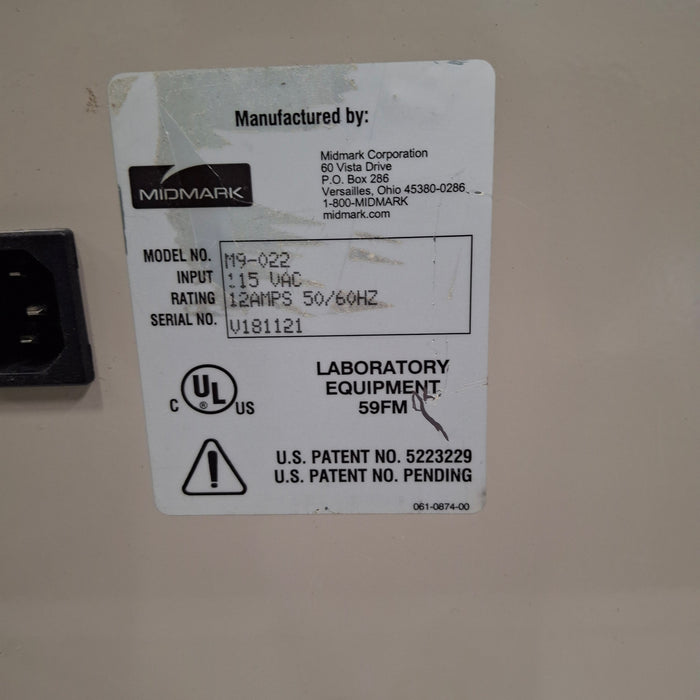 Manufactured by:
MIDMARK
Midmark Corporation
60 Vista Drive
P.O. Box 286
Versailles, Ohio 45380-0286
1-800-MIDMARK
midmark.com
MODEL NO. M9-022
INPUT 115 VAC
RATING 12AMPS 50/60HZ
SERIAL NO. V181121
C UL ® US
LABORATORY
EQUIPMENT
59FM
U.S. PATENT NO. 5223229
U.S. PATENT NO. PENDING
061-0874-00